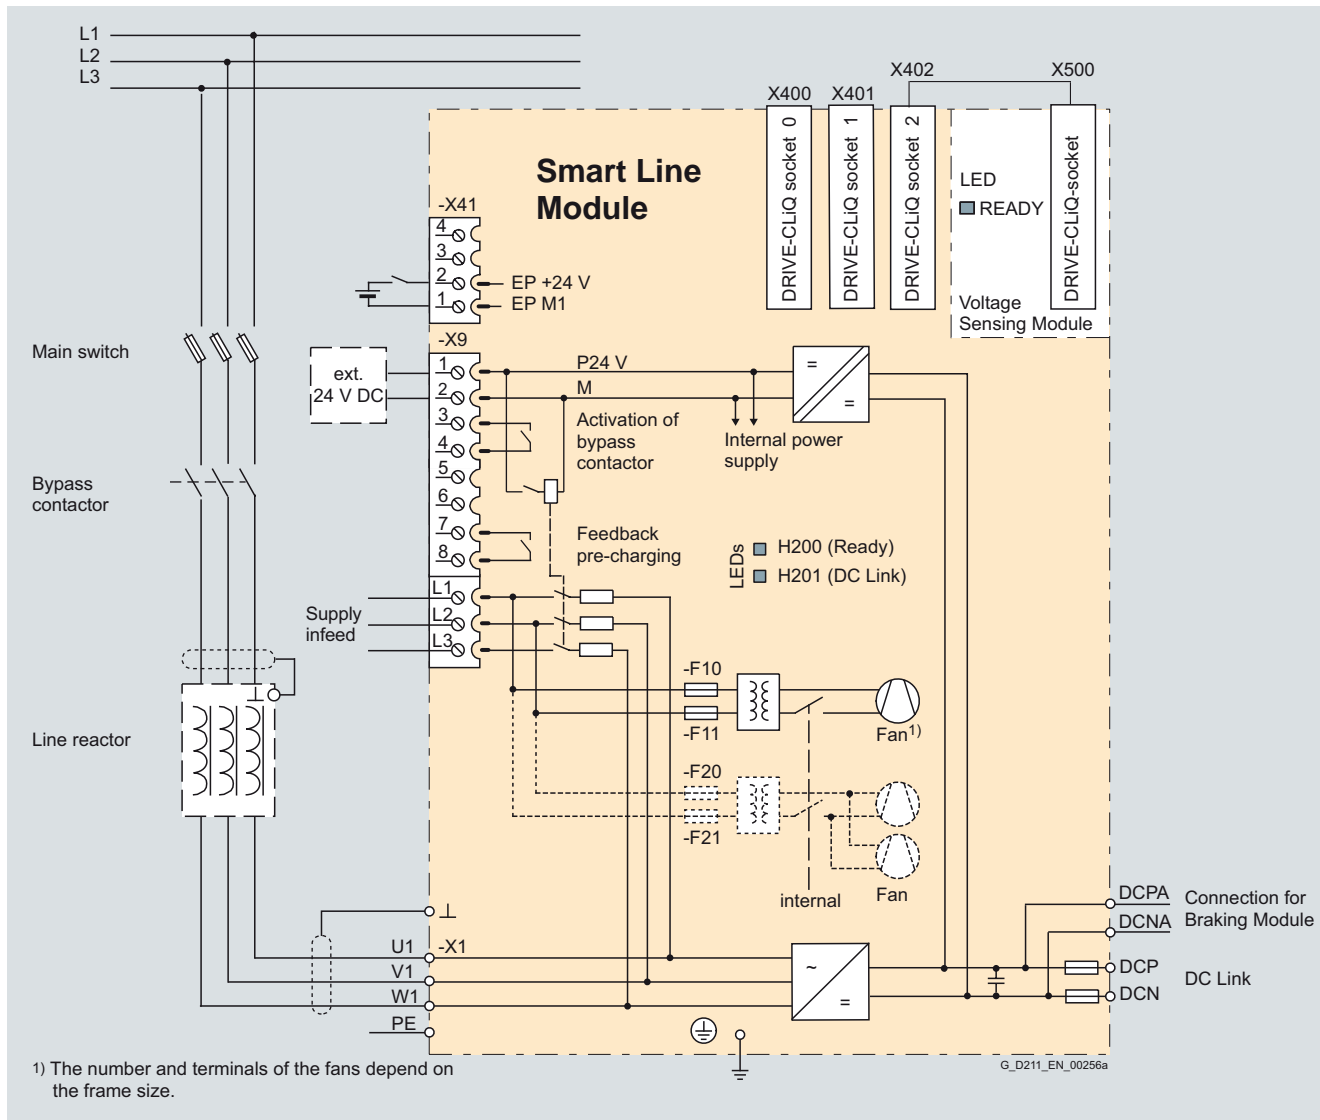 L1
L2
L3
X402
X500
X400
X401
DRIVE-CLiQ socket 0
DRIVE-CLiQ socket 1
DRIVE-CLiQ socket 2
DRIVE-CLiQ-socket
Smart Line
Module
LED
READY
Voltage
Sensing Module
-X41
4
3
2
1
EP +24 V
EP M1
-X9
Main switch
ext.
24 V DC
1
2
3
4
5
6
7
8
P24 V
M
=
=
Activation of
bypass
contactor
Internal power
supply
Bypass
contactor
Feedback
pre-charging
LEDs
H200 (Ready)
H201 (DC Link)
L1
L2
L3
Supply
infeed
-F10
-F11
Fan1)
Line reactor
-F20
-F21
Fan
internal
DCPA
DCNA
Connection for
Braking Module
U1
-X1
V1
W1
PE
~
=
DCP
DCN
DC Link
1) The number and terminals of the fans depend on
the frame size.
G_D211_EN_00256a